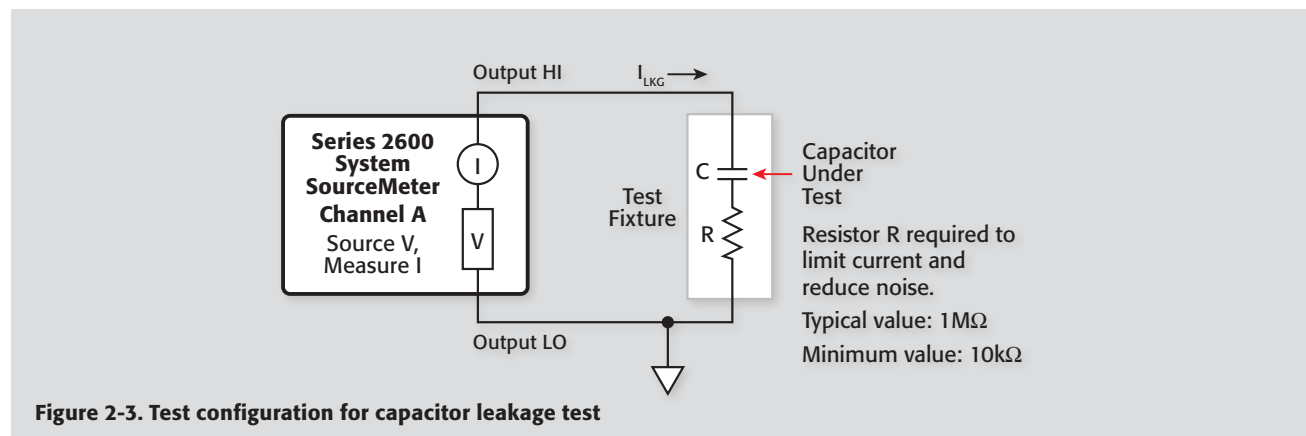 Output HI
I_LKG
Series 2600
System
SourceMeter
Channel A
Source V,
Measure I
I
V
Test
Fixture
C
R
Capacitor
Under
Test
Resistor R required to
limit current and
reduce noise.
Typical value: 1MΩ
Minimum value: 10kΩ
Output LO
Figure 2-3. Test configuration for capacitor leakage test